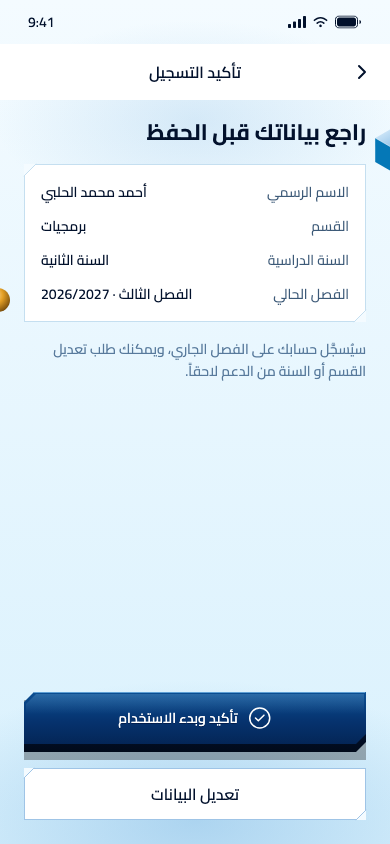 9:41
تأكيد التسجيل
راجع بياناتك قبل الحفظ
الاسم الرسمي أحمد محمد الحلبي
القسم برمجيات
السنة الدراسية السنة الثانية
الفصل الحالي الفصل الثالث · 2026/2027
سيُسجَّل حسابك على الفصل الجاري، ويمكنك طلب تعديل
القسم أو السنة من الدعم لاحقاً.
تأكيد وبدء الاستخدام
تعديل البيانات